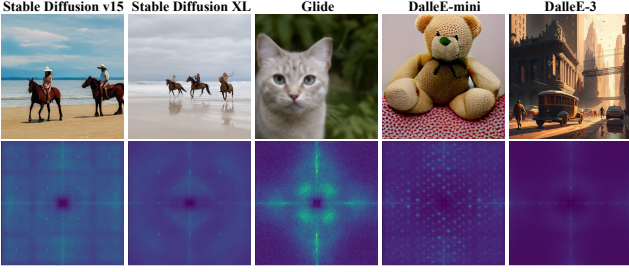 Stable Diffusion v15
Stable Diffusion XL
Glide
DalleE-mini
DalleE-3